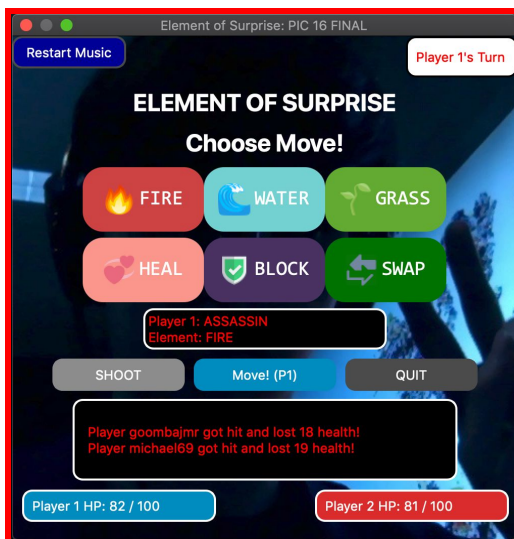 Element of Surprise: PIC 16 FINAL
Restart Music
Player 1's Turn
ELEMENT OF SURPRISE
Choose Move!
FIRE
WATER
GRASS
HEAL
BLOCK
SWAP
Player 1: ASSASSIN
Element: FIRE
SHOOT
Move! (P1)
QUIT
Player goombajmr got hit and lost 18 health!
Player michael69 got hit and lost 19 health!
Player 1 HP: 82 / 100
Player 2 HP: 81 / 100